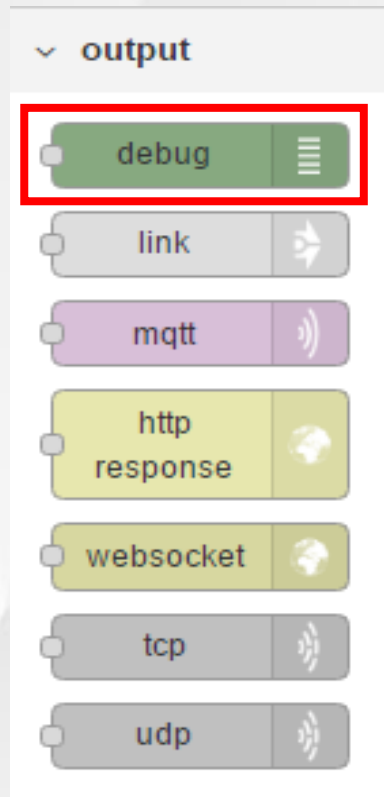 output
debug
link
mqtt
http
response
websocket
tcp
udp